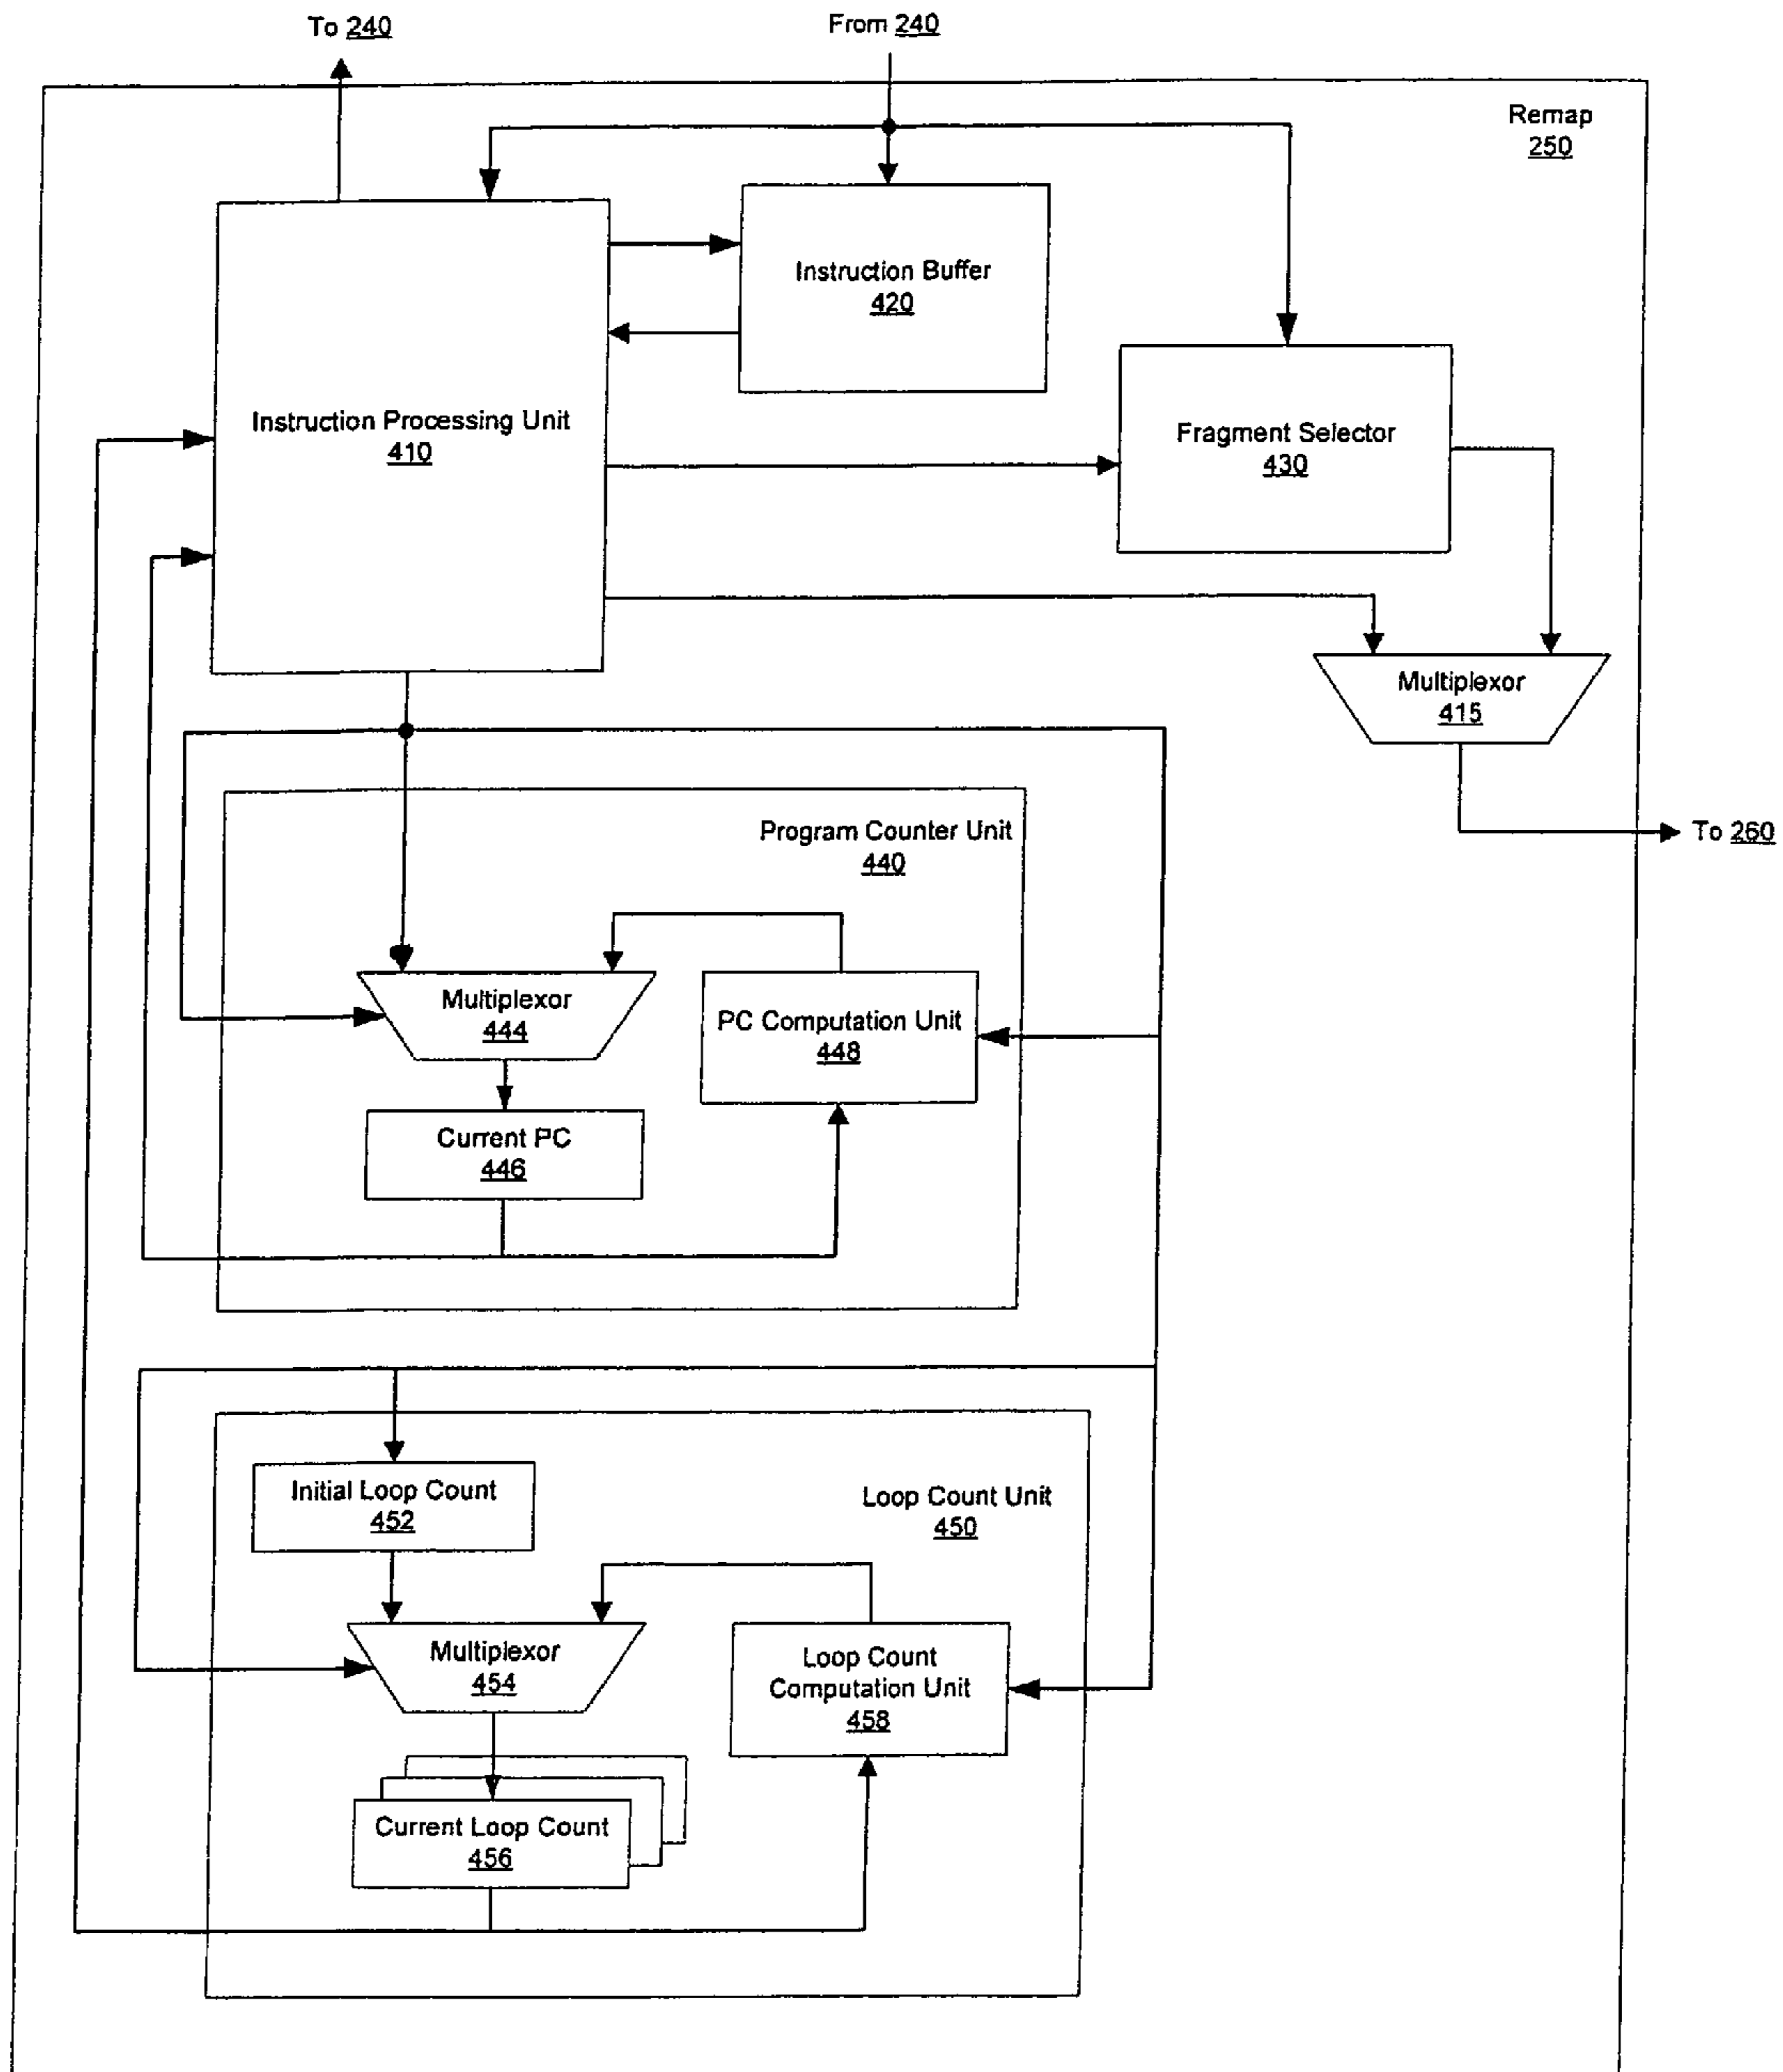 To 240
From 240
Remap
250
Instruction Buffer
420
Instruction Processing Unit
410
Fragment Selector
430
Multiplexor
415
To 260
Program Counter Unit
440
Multiplexor
444
PC Computation Unit
448
Current PC
446
Initial Loop Count
452
Loop Count Unit
450
Multiplexor
454
Loop Count
Computation Unit
458
Current Loop Count
456